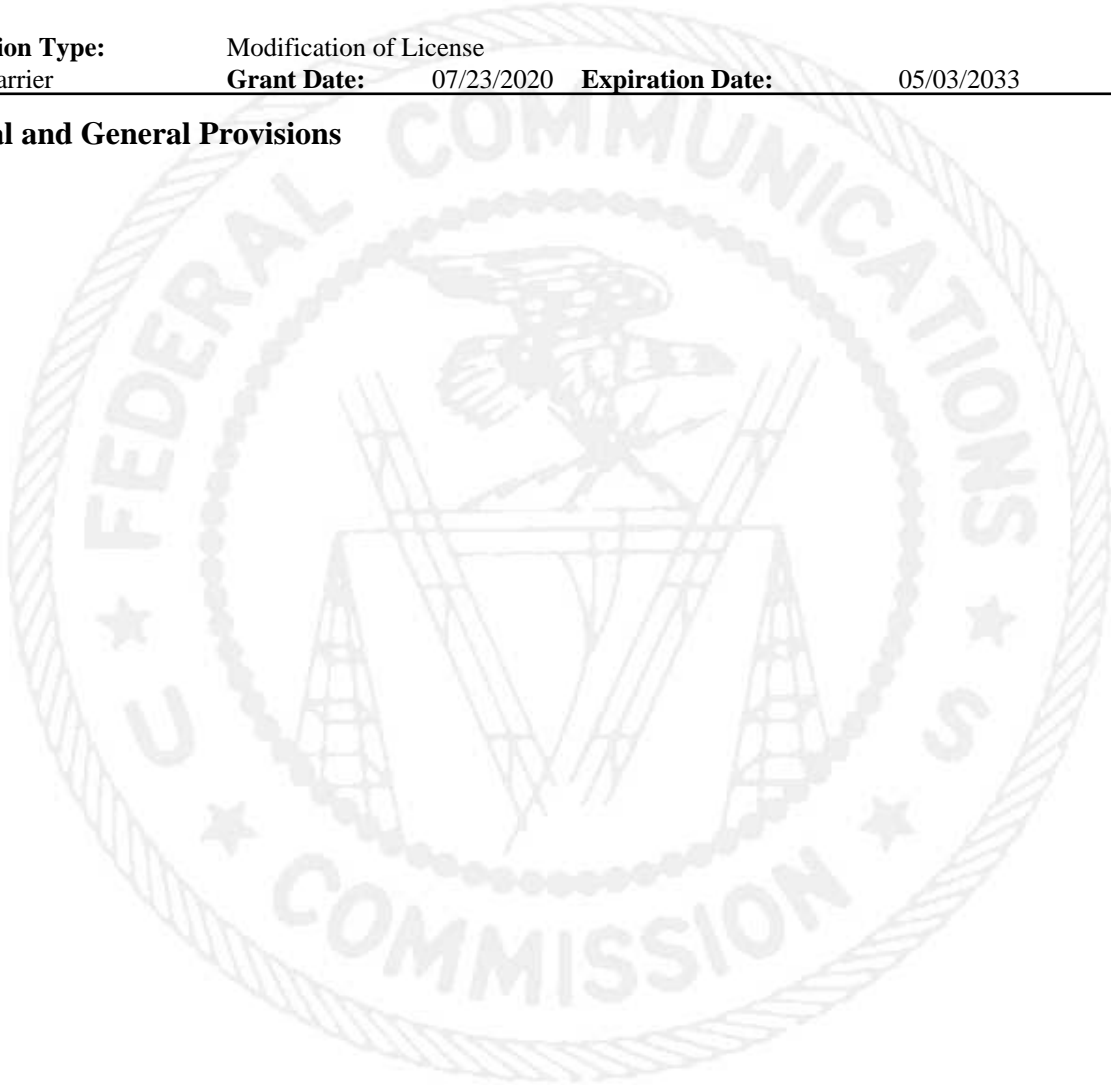 ion Type: Modification of License
arrier Grant Date: 07/23/2020 Expiration Date: 05/03/2033
al and General Provisions
FEDERAL COMMUNICATIONS
U S
COMMISSION